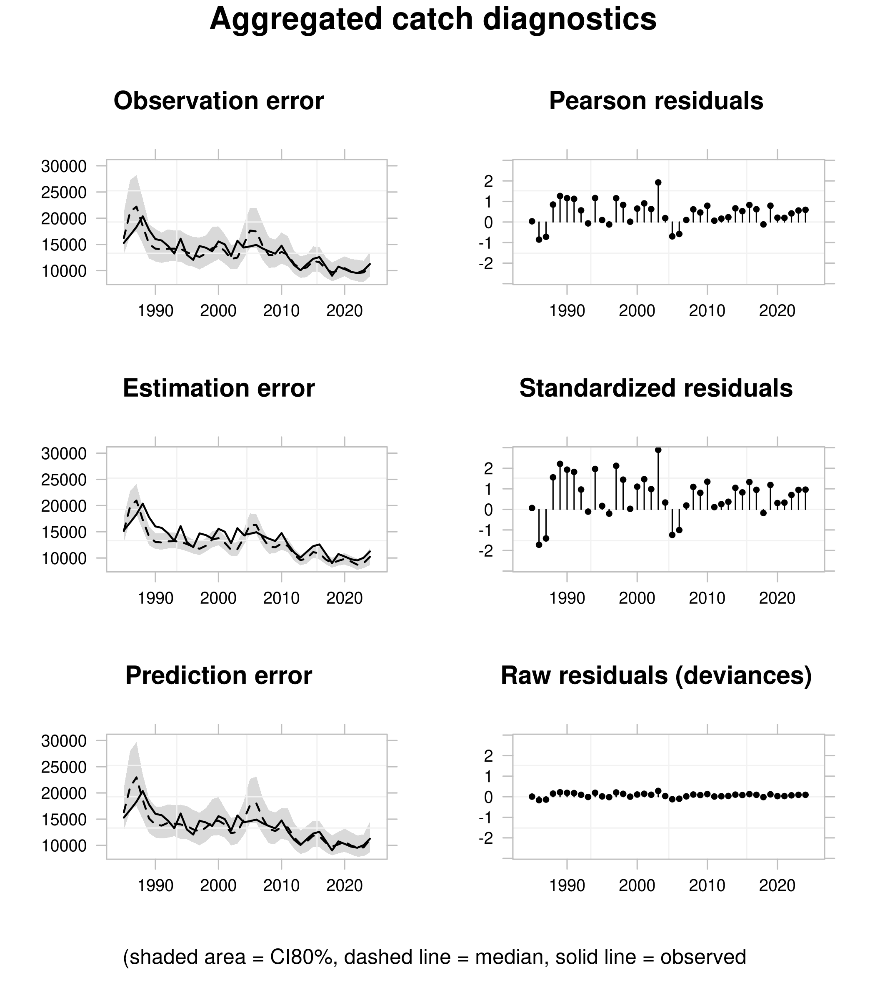 Aggregated catch diagnostics
Observation error
Pearson residuals
30000
25000
20000
15000
10000
1990 2000 2010 2020
2
1
0
-1
-2
1990 2000 2010 2020
Estimation error
Standardized residuals
30000
25000
20000
15000
10000
1990 2000 2010 2020
2
1
0
-1
-2
1990 2000 2010 2020
Prediction error
Raw residuals (deviances)
30000
25000
20000
15000
10000
1990 2000 2010 2020
2
1
0
-1
-2
1990 2000 2010 2020
(shaded area = CI80%, dashed line = median, solid line = observed